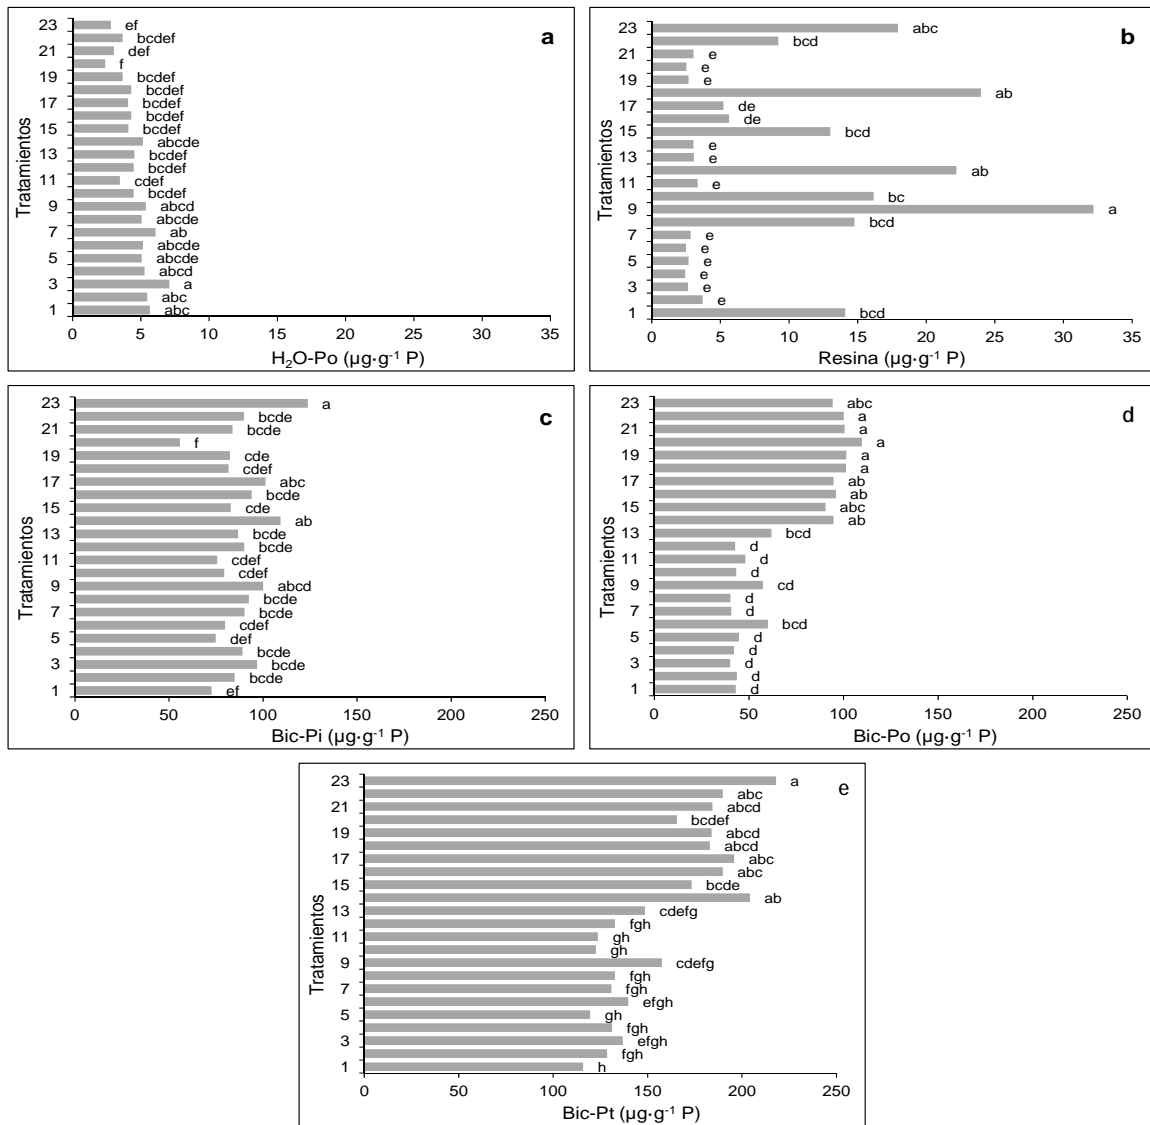 a
Tratamientos
23 ef
bcdef
21 def
f
19 bcdef
bcdef
17 bcdef
bcdef
15 bcdef
abcde
13 bcdef
bcdef
11 cdef
bcdef
9 abcd
abcde
7 ab
abcde
5 abcde
abcd
3 a
abc
1 abc
0 5 10 15 20 25 30 35
H₂O-Po (µg·g⁻¹ P)
b
Tratamientos
23 abc
bcd
21 e
e
19 e
ab
17 de
de
15 bcd
e
13 e
ab
11 e
bc
9 a
bcd
7 e
e
5 e
e
3 e
e
1 bcd
0 5 10 15 20 25 30 35
Resina (µg·g⁻¹ P)
c
Tratamientos
23 a
bcde
21 bcde
f
19 cde
cdef
17 abc
bcde
15 cde
ab
13 bcde
bcde
11 cdef
cdef
9 abcd
bcde
7 bcde
cdef
5 def
bcde
3 bcde
bcde
1 ef
0 50 100 150 200 250
Bic-Pi (µg·g⁻¹ P)
d
Tratamientos
23 abc
a
21 a
a
19 a
a
17 ab
ab
15 abc
ab
13 bcd
d
11 d
d
9 cd
d
7 d
bcd
5 d
d
3 d
d
1 d
0 50 100 150 200 250
Bic-Po (µg·g⁻¹ P)
e
Tratamientos
23 a
abc
21 abcd
bcdef
19 abcd
abcd
17 abc
abc
15 bcde
ab
13 cdefg
fgh
11 gh
gh
9 cdefg
fgh
7 fgh
efgh
5 gh
fgh
3 efgh
fgh
1 h
0 50 100 150 200 250
Bic-Pt (µg·g⁻¹ P)